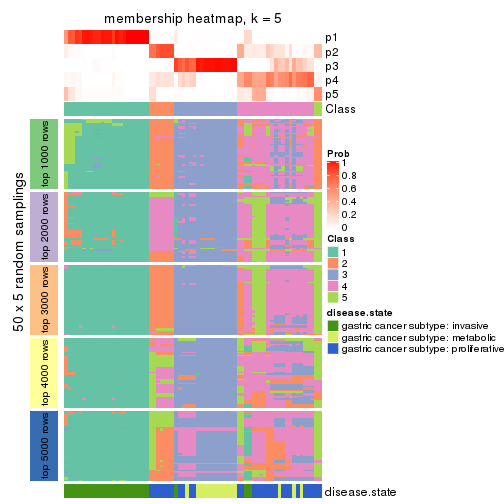 membership heatmap, k = 5
p1
p2
p3
p4
p5
Class
50 x 5 random samplings
top 1000 rows
top 2000 rows
top 3000 rows
top 4000 rows
top 5000 rows
disease.state
Prob
1
0.8
0.6
0.4
0.2
0
Class
1
2
3
4
5
disease.state
gastric cancer subtype: invasive
gastric cancer subtype: metabolic
gastric cancer subtype: proliferative